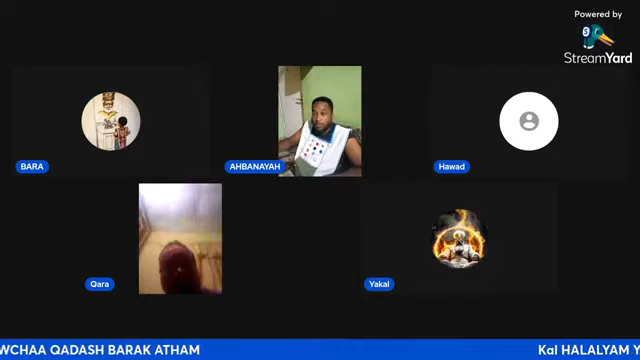 Powered by
StreamYard
BARA
AHBANAYAH
Hawad
Qara
Yakal
WCHAA QADASH BARAK ATHAM
Kal HALALYAM Y